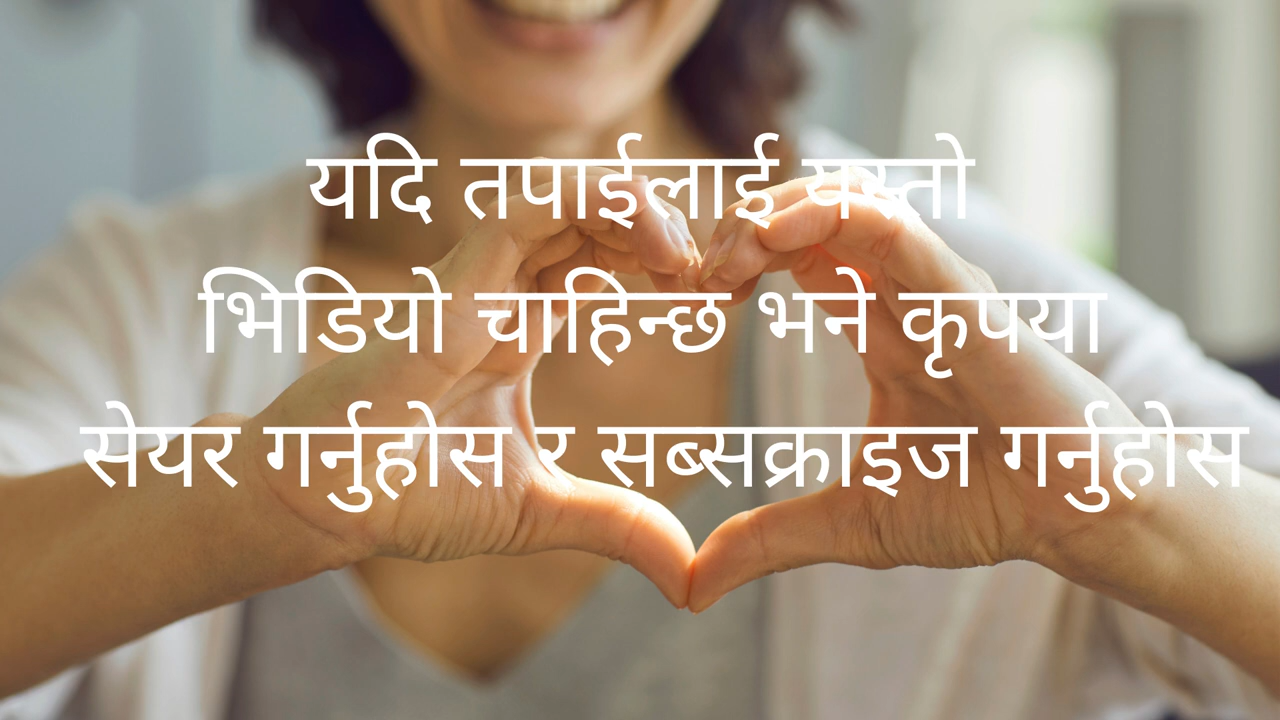 यदि तपाईलाई यस्तो
भिडियो चाहिन्छ भने कृपया
सेयर गर्नुहोस र सब्सक्राइज गर्नुहोस